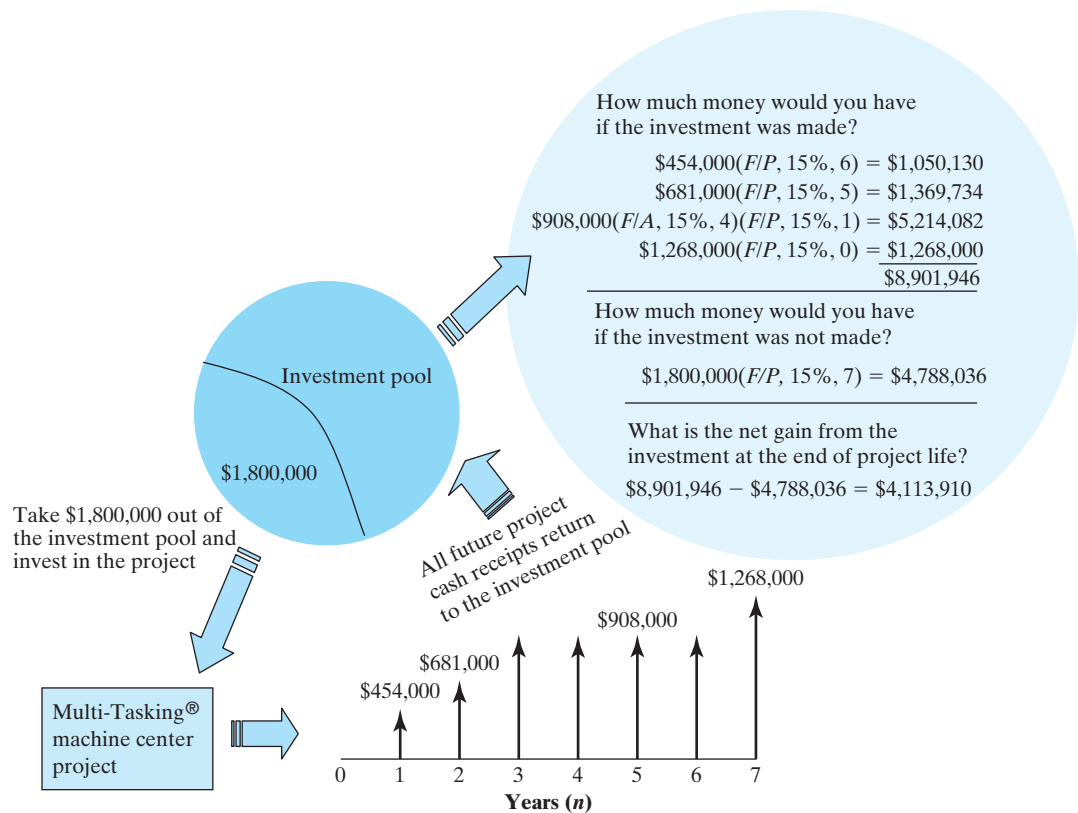 How much money would you have
if the investment was made?
$454,000(F/P, 15%, 6) = $1,050,130
$681,000(F/P, 15%, 5) = $1,369,734
$908,000(F/A, 15%, 4)(F/P, 15%, 1) = $5,214,082
$1,268,000(F/P, 15%, 0) = $1,268,000
$8,901,946
How much money would you have
if the investment was not made?
$1,800,000(F/P, 15%, 7) = $4,788,036
What is the net gain from the
investment at the end of project life?
$8,901,946 − $4,788,036 = $4,113,910
Investment pool
$1,800,000
Take $1,800,000 out of
the investment pool and
invest in the project
All future project
cash receipts return
to the investment pool
Multi-Tasking®
machine center
project
$454,000
$681,000
$908,000
$1,268,000
0 1 2 3 4 5 6 7
Years (n)